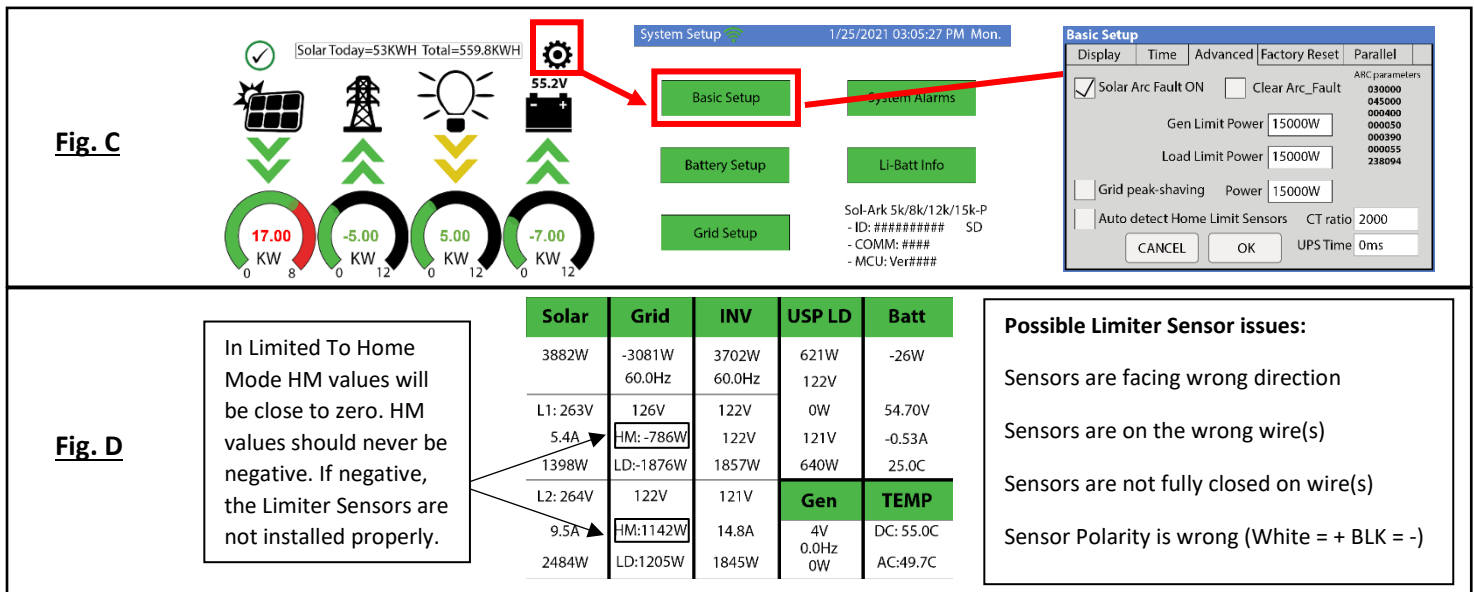 Fig. C
Solar Today=53KWH Total=559.8KWH
55.2V
- +
17.00
KW
0 8
-5.00
KW
0 12
5.00
KW
0 12
-7.00
KW
0 12
System Setup 1/25/2021 03:05:27 PM Mon.
Basic Setup
System Alarms
Battery Setup
Li-Batt Info
Grid Setup
Sol-Ark 5k/8k/12k/15k-P
- ID: ########## SD
- COMM: ####
- MCU: Ver####
Basic Setup
Display Time Advanced Factory Reset Parallel
Solar Arc Fault ON Clear Arc_Fault
ARC parameters
030000
045000
000400
000050
000390
000055
238094
Gen Limit Power 15000W
Load Limit Power 15000W
Grid peak-shaving Power 15000W
Auto detect Home Limit Sensors CT ratio 2000
CANCEL OK UPS Time 0ms
Fig. D
In Limited To Home
Mode HM values will
be close to zero. HM
values should never be
negative. If negative,
the Limiter Sensors are
not installed properly.
Solar Grid INV USP LD Batt
3882W -3081W 3702W 621W -26W
60.0Hz 60.0Hz 122V
L1: 263V 126V 122V 0W 54.70V
5.4A HM: -786W 122V 121V -0.53A
1398W LD:-1876W 1857W 640W 25.0C
L2: 264V 122V 121V Gen TEMP
9.5A HM:1142W 14.8A 4V DC: 55.0C
0.0Hz
2484W LD:1205W 1845W 0W AC:49.7C
Possible Limiter Sensor issues:
Sensors are facing wrong direction
Sensors are on the wrong wire(s)
Sensors are not fully closed on wire(s)
Sensor Polarity is wrong (White = + BLK = -)